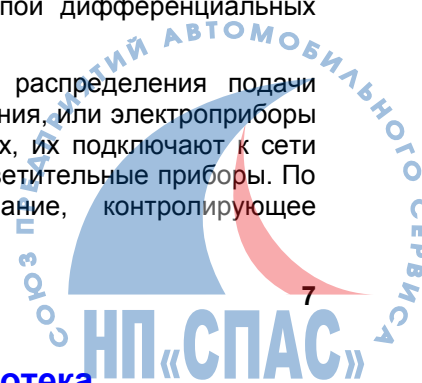 пой дифференциальных
распределения подачи
ния, или электроприборы
х, их подключают к сети
ветительные приборы. По
ание, контролирующее
7
СОЮЗ ПРЕДПРИЯТИЙ АВТОМОБИЛЬНОГО СЕРВИСА
НП«СПАС»
отека